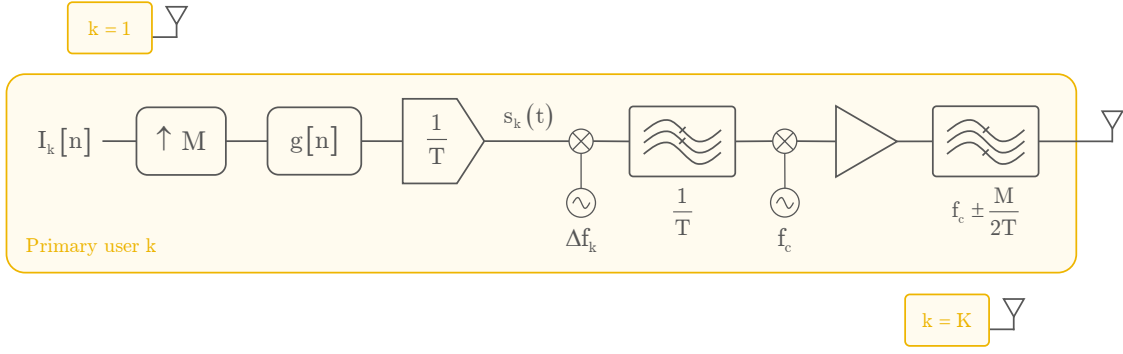 k = 1
I_k[n]
↑ M
g[n]
1
T
s_k(t)
Δf_k
1
T
f_c
f_c ± M
2T
Primary user k
k = K